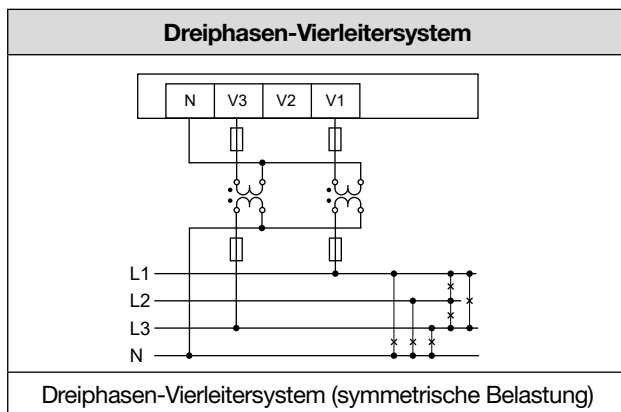 Dreiphasen-Vierleitersystem
N V3 V2 V1
L1
L2
L3
N
Dreiphasen-Vierleitersystem (symmetrische Belastung)